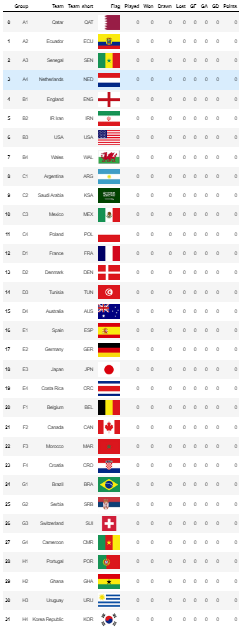 Group Team Team short Flag Played Won Drawn Lost GF GA GD Points
0 A1 Qatar QAT 0 0 0 0 0 0 0 0
1 A2 Ecuador ECU 0 0 0 0 0 0 0 0
2 A3 Senegal SEN 0 0 0 0 0 0 0 0
3 A4 Netherlands NED 0 0 0 0 0 0 0 0
4 B1 England ENG 0 0 0 0 0 0 0 0
5 B2 IR Iran IRN 0 0 0 0 0 0 0 0
6 B3 USA USA 0 0 0 0 0 0 0 0
7 B4 Wales WAL 0 0 0 0 0 0 0 0
8 C1 Argentina ARG 0 0 0 0 0 0 0 0
9 C2 Saudi Arabia KSA 0 0 0 0 0 0 0 0
10 C3 Mexico MEX 0 0 0 0 0 0 0 0
11 C4 Poland POL 0 0 0 0 0 0 0 0
12 D1 France FRA 0 0 0 0 0 0 0 0
13 D2 Denmark DEN 0 0 0 0 0 0 0 0
14 D3 Tunisia TUN 0 0 0 0 0 0 0 0
15 D4 Australia AUS 0 0 0 0 0 0 0 0
16 E1 Spain ESP 0 0 0 0 0 0 0 0
17 E2 Germany GER 0 0 0 0 0 0 0 0
18 E3 Japan JPN 0 0 0 0 0 0 0 0
19 E4 Costa Rica CRC 0 0 0 0 0 0 0 0
20 F1 Belgium BEL 0 0 0 0 0 0 0 0
21 F2 Canada CAN 0 0 0 0 0 0 0 0
22 F3 Morocco MAR 0 0 0 0 0 0 0 0
23 F4 Croatia CRO 0 0 0 0 0 0 0 0
24 G1 Brazil BRA 0 0 0 0 0 0 0 0
25 G2 Serbia SRB 0 0 0 0 0 0 0 0
26 G3 Switzerland SUI 0 0 0 0 0 0 0 0
27 G4 Cameroon CMR 0 0 0 0 0 0 0 0
28 H1 Portugal POR 0 0 0 0 0 0 0 0
29 H2 Ghana GHA 0 0 0 0 0 0 0 0
30 H3 Uruguay URU 0 0 0 0 0 0 0 0
31 H4 Korea Republic KOR 0 0 0 0 0 0 0 0